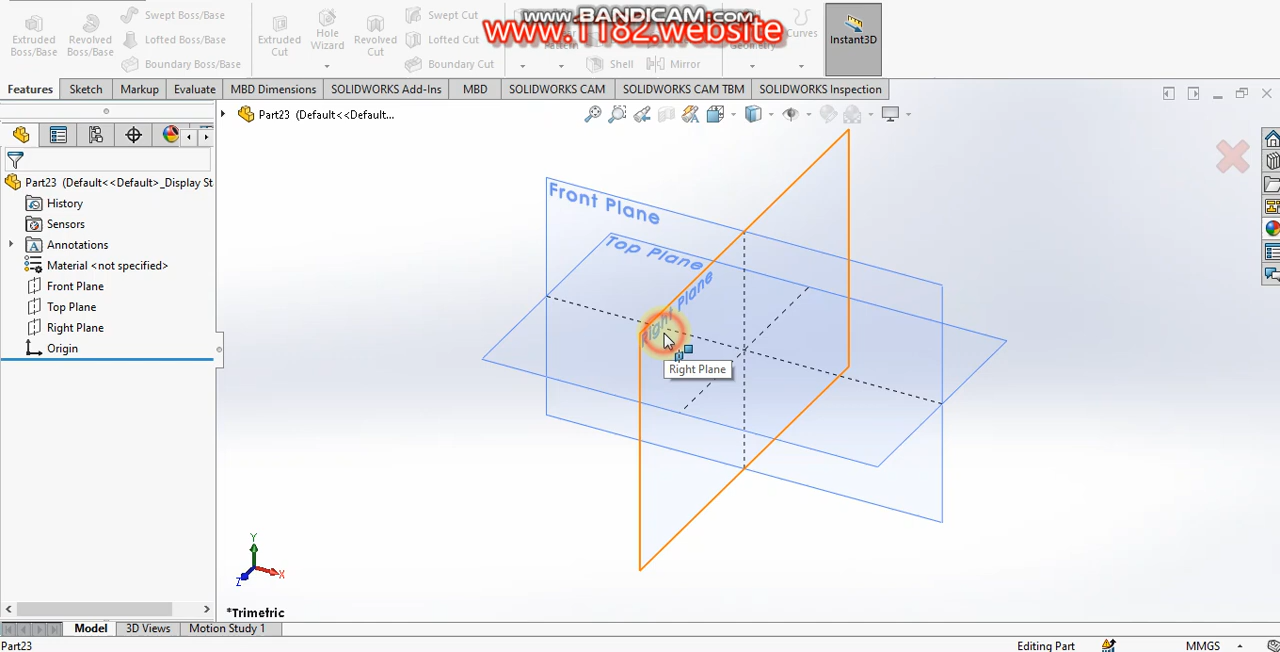 www.BANDICAM.com
www.1182.website
Extruded Boss/Base
Revolved Boss/Base
Swept Boss/Base
Lofted Boss/Base
Boundary Boss/Base
Extruded Cut
Hole Wizard
Revolved Cut
Swept Cut
Lofted Cut
Boundary Cut
Shell
Mirror
Curves
Instant3D
Features
Sketch
Markup
Evaluate
MBD Dimensions
SOLIDWORKS Add-Ins
MBD
SOLIDWORKS CAM
SOLIDWORKS CAM TBM
SOLIDWORKS Inspection
Part23 (Default<<Default...
Part23 (Default<<Default>_Display St
History
Sensors
Annotations
Material <not specified>
Front Plane
Top Plane
Right Plane
Origin
Front Plane
Top Plane
Right Plane
Right Plane
Y
X
Z
*Trimetric
Model
3D Views
Motion Study 1
Part23
Editing Part
MMGS